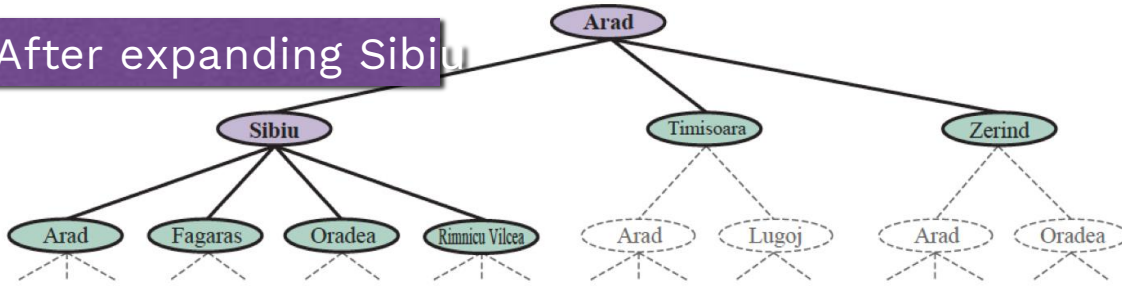 Arad
After expanding Sibiu
Sibiu
Timisoara
Zerind
Arad
Fagaras
Oradea
Rimnicu Vilcea
Arad
Lugoj
Arad
Oradea